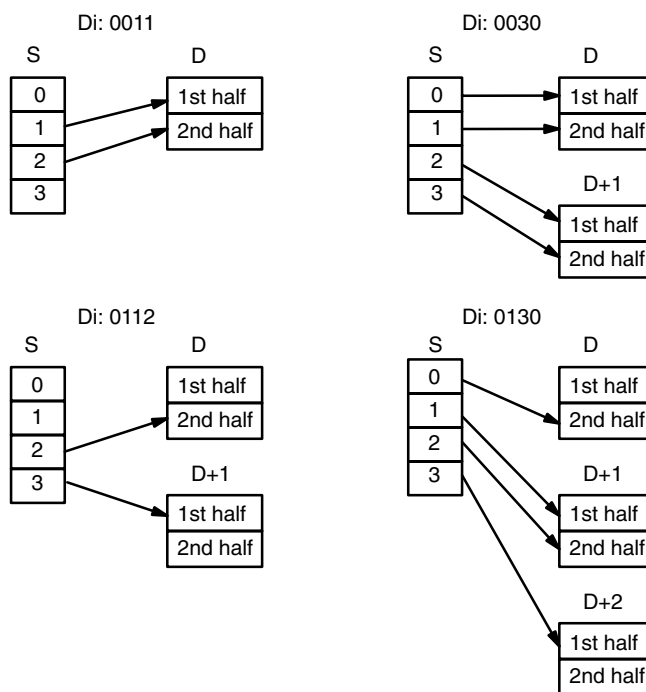 Di: 0011
S
D
0
1
2
3
1st half
2nd half
Di: 0030
S
D
0
1
2
3
1st half
2nd half
D+1
1st half
2nd half
Di: 0112
S
D
0
1
2
3
1st half
2nd half
D+1
1st half
2nd half
Di: 0130
S
D
0
1
2
3
1st half
2nd half
D+1
1st half
2nd half
D+2
1st half
2nd half